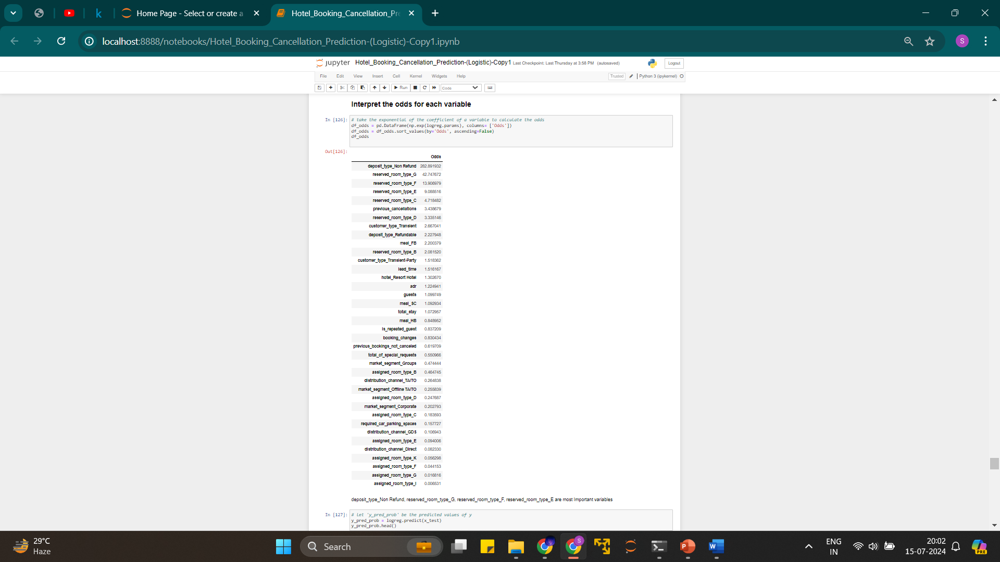 Home Page - Select or create a
Hotel_Booking_Cancellation_Pre
localhost:8888/notebooks/Hotel_Booking_Cancellation_Prediction-(Logistic)-Copy1.ipynb
S
jupyter Hotel_Booking_Cancellation_Prediction-(Logistic)-Copy1 Last Checkpoint: Last Thursday at 3:58 PM (autosaved)
Logout
File Edit View Insert Cell Kernel Widgets Help
Trusted Python 3 (ipykernel)
Run Code
Interpret the odds for each variable
In [126]: # take the exponential of the coefficient of a variable to calculate the odds
df_odds = pd.DataFrame(np.exp(logreg.params), columns= ['Odds'])
df_odds = df_odds.sort_values(by='Odds', ascending=False)
df_odds
Out[126]:
Odds
deposit_type_Non Refund 282.891932
reserved_room_type_G 42.747672
reserved_room_type_F 13.906979
reserved_room_type_E 9.088516
reserved_room_type_C 4.718482
previous_cancellations 3.438679
reserved_room_type_D 3.335146
customer_type_Transient 2.667041
deposit_type_Refundable 2.227948
meal_FB 2.200379
reserved_room_type_B 2.081520
customer_type_Transient-Party 1.518362
lead_time 1.516167
hotel_Resort Hotel 1.302670
adr 1.224941
guests 1.099749
meal_SC 1.092934
total_stay 1.072957
meal_HB 0.848952
is_repeated_guest 0.837209
booking_changes 0.830434
previous_bookings_not_canceled 0.619709
total_of_special_requests 0.550966
market_segment_Groups 0.474444
assigned_room_type_B 0.464745
distribution_channel_TA/TO 0.264838
market_segment_Offline TA/TO 0.255839
assigned_room_type_D 0.247687
market_segment_Corporate 0.202793
assigned_room_type_C 0.183593
required_car_parking_spaces 0.157727
distribution_channel_GDS 0.106943
assigned_room_type_E 0.094006
distribution_channel_Direct 0.082330
assigned_room_type_K 0.056298
assigned_room_type_F 0.044153
assigned_room_type_G 0.016816
assigned_room_type_I 0.006531
deposit_type_Non Refund, reserved_room_type_G, reserved_room_type_F, reserved_room_type_E are most Important variables
In [127]: # let 'y_pred_prob' be the predicted values of y
y_pred_prob = logreg.predict(x_test)
y_pred_prob.head()
29°C
Haze
Search
ENG
IN
20:02
15-07-2024